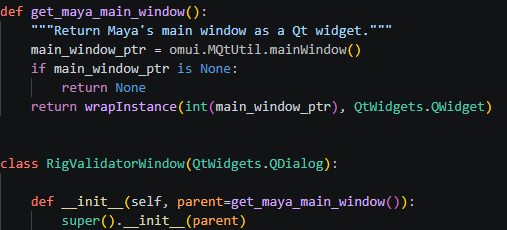 def get_maya_main_window():
    """Return Maya's main window as a Qt widget."""
    main_window_ptr = omui.MQtUtil.mainWindow()
    if main_window_ptr is None:
        return None
    return wrapInstance(int(main_window_ptr), QtWidgets.QWidget)
class RigValidatorWindow(QtWidgets.QDialog):
    def __init__(self, parent=get_maya_main_window()):
        super().__init__(parent)